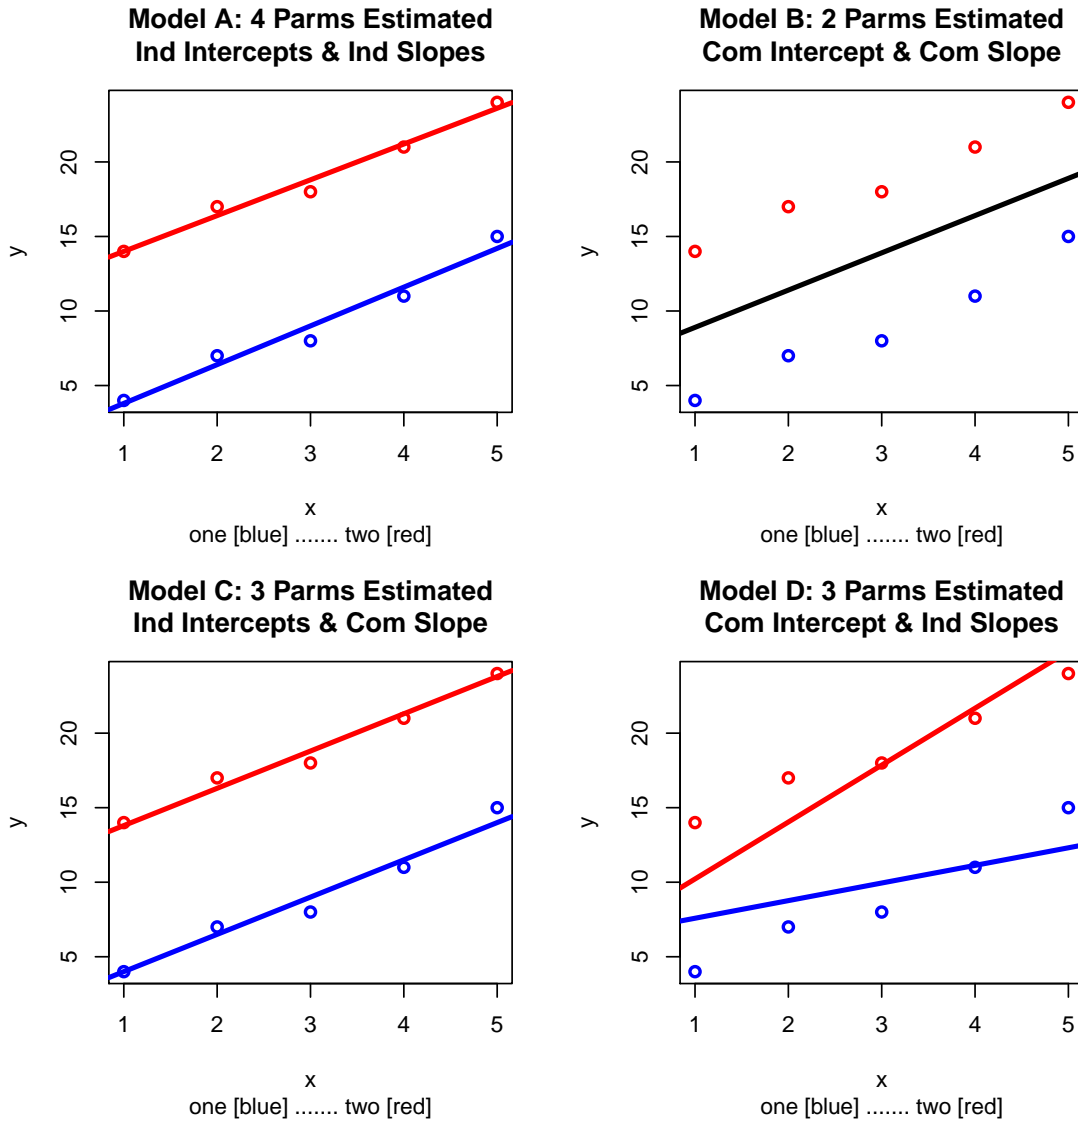 Model A: 4 Parms Estimated
Ind Intercepts & Ind Slopes
y
5
10
15
20
1
2
3
4
5
x
one [blue] ....... two [red]
Model B: 2 Parms Estimated
Com Intercept & Com Slope
y
5
10
15
20
1
2
3
4
5
x
one [blue] ....... two [red]
Model C: 3 Parms Estimated
Ind Intercepts & Com Slope
y
5
10
15
20
1
2
3
4
5
x
one [blue] ....... two [red]
Model D: 3 Parms Estimated
Com Intercept & Ind Slopes
y
5
10
15
20
1
2
3
4
5
x
one [blue] ....... two [red]